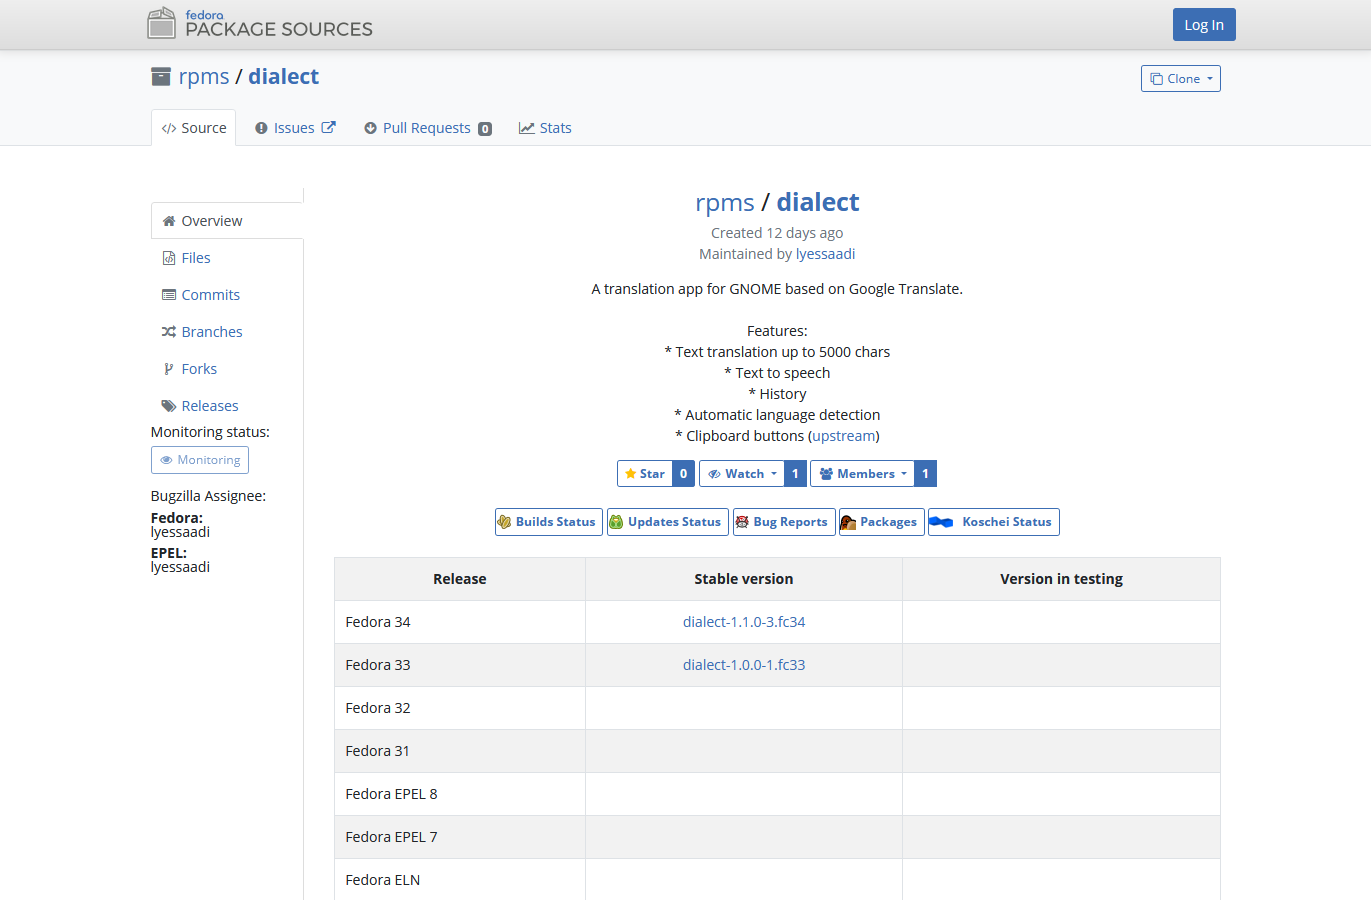 fedora
PACKAGE SOURCES
Log In
rpms / dialect
Clone
Source
Issues
Pull Requests 0
Stats
Overview
Files
Commits
Branches
Forks
Releases
Monitoring status:
Monitoring
Bugzilla Assignee:
Fedora:
lyessaadi
EPEL:
lyessaadi
rpms / dialect
Created 12 days ago
Maintained by lyessaadi
A translation app for GNOME based on Google Translate.
Features:
* Text translation up to 5000 chars
* Text to speech
* History
* Automatic language detection
* Clipboard buttons (upstream)
Star 0 Watch 1 Members 1
Builds Status Updates Status Bug Reports Packages Koschei Status
Release Stable version Version in testing
Fedora 34 dialect-1.1.0-3.fc34
Fedora 33 dialect-1.0.0-1.fc33
Fedora 32
Fedora 31
Fedora EPEL 8
Fedora EPEL 7
Fedora ELN